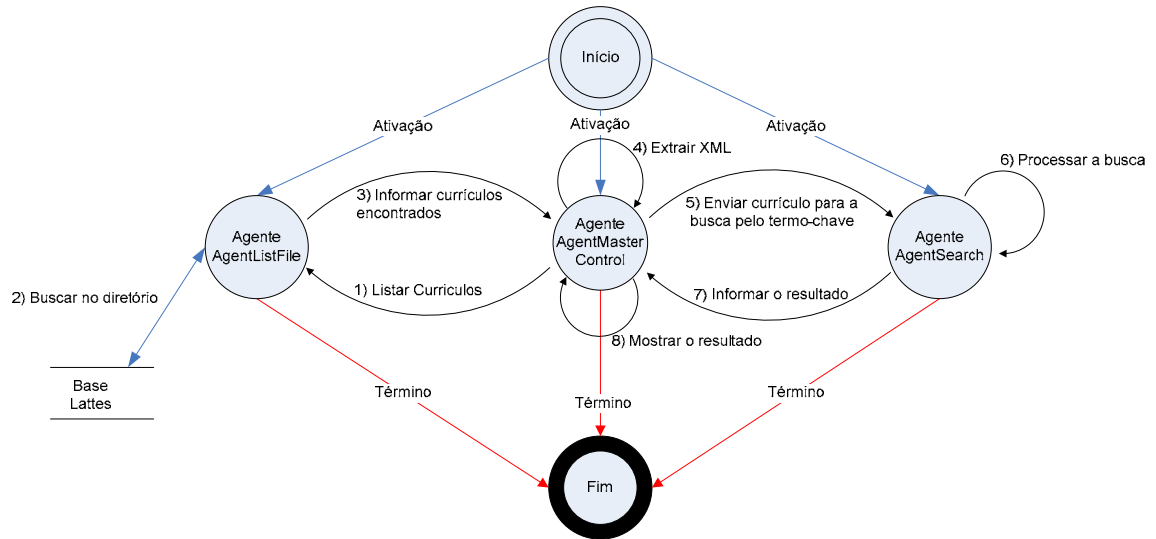 Início
Ativação
Ativação
Ativação
4) Extrair XML
6) Processar a busca
3) Informar currículos
encontrados
5) Enviar currículo para a
busca pelo termo-chave
Agente
AgentListFile
Agente
AgentMaster
Control
Agente
AgentSearch
2) Buscar no diretório
1) Listar Curriculos
7) Informar o resultado
8) Mostrar o resultado
Base
Lattes
Término
Término
Término
Fim